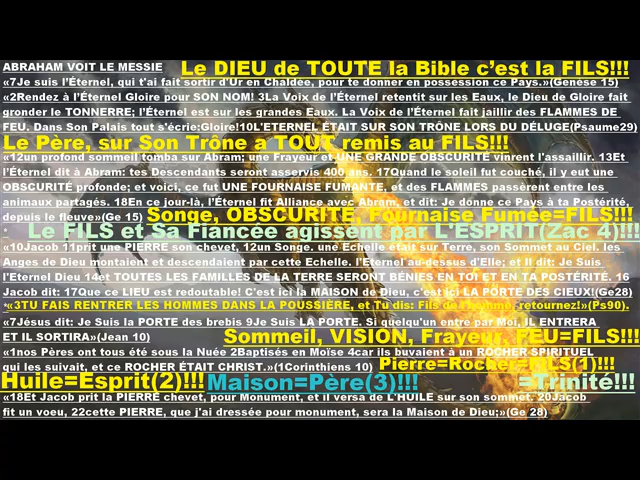 ABRAHAM VOIT LE MESSIE Le DIEU de TOUTE la Bible c’est la FILS!!!
«7Je suis l'Éternel, qui t'ai fait sortir d'Ur en Chaldée, pour te donner en possession ce Pays.»(Genèse 15)
«2Rendez à l'Éternel Gloire pour SON NOM! 3La Voix de l'Éternel retentit sur les Eaux, le Dieu de Gloire fait
gronder le TONNERRE; l'Éternel est sur les grandes Eaux. La Voix de l'Éternel fait jaillir des FLAMMES DE
FEU. Dans Son Palais tout s'écrie:Gloire!10L'ETERNEL ÉTAIT SUR SON TRÔNE LORS DU DÉLUGE(Psaume29)
Le Père, sur Son Trône a TOUT remis au FILS!!!
«12un profond sommeil tomba sur Abram; une Frayeur et UNE GRANDE OBSCURITE vinrent l'assaillir. 13Et
l'Éternel dit à Abram: tes Descendants seront asservis 400 ans. 17Quand le soleil fut couché, il y eut une
OBSCURITÉ profonde; et voici, ce fut UNE FOURNAISE FUMANTE, et des FLAMMES passèrent entre les
animaux partagés. 18En ce jour-là, l'Éternel fit Alliance avec Abram, et dit: Je donne ce Pays à ta Postérité,
depuis le fleuve»(Ge 15) Songe, OBSCURITÉ, Fournaise Fumée=FILS!!!
Le FILS et Sa Fiancée agissent par L'ESPRIT(Zac 4)!!!
«10Jacob 11prit une PIERRE son chevet, 12un Songe. une Echelle était sur Terre, son Sommet au Ciel. les
Anges de Dieu montaient et descendaient par cette Echelle. l'Eternel au-dessus d'Elle; et Il dit: Je Suis
l'Eternel Dieu 14et TOUTES LES FAMILLES DE LA TERRE SERONT BÉNIES EN TOI ET EN TA POSTÉRITÉ. 16
Jacob dit: 17Que ce LIEU est redoutable! C'est ici la MAISON de Dieu, c'est ici LA PORTE DES CIEUX!(Ge28)
«3TU FAIS RENTRER LES HOMMES DANS LA POUSSIÈRE, et Tu dis: Fils de l'homme, retournez!»(Ps90).
«7Jésus dit: Je Suis la PORTE des brebis 9Je Suis LA PORTE. Si quelqu'un entre par Moi, IL ENTRERA
ET IL SORTIRA»(Jean 10) Sommeil, VISION, Frayeur, FEU=FILS!!!
«1nos Pères ont tous été sous la Nuée 2Baptisés en Moïse 4car ils buvaient à un ROCHER SPIRITUEL
qui les suivait, et ce ROCHER ÉTAIT CHRIST.»(1Corinthiens 10) Pierre=Rocher=FILS(1)!!!
Huile=Esprit(2)!!! Maison=Père(3)!!! =Trinité!!!
«18Et Jacob prit la PIERRE chevet, pour Monument, et il versa de L'HUILE sur son sommet. 20Jacob
fit un voeu, 22cette PIERRE, que j'ai dressée pour monument, sera la Maison de Dieu;»(Ge 28)